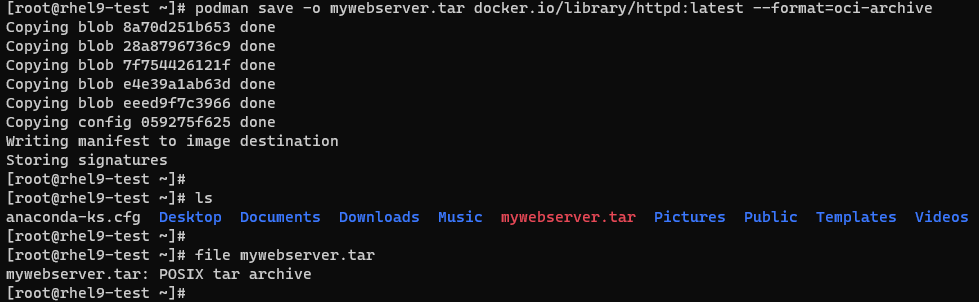 [root@rhel9-test ~]# podman save -o mywebserver.tar docker.io/library/httpd:latest --format=oci-archive
Copying blob 8a70d251b653 done
Copying blob 28a8796736c9 done
Copying blob 7f754426121f done
Copying blob e4e39a1ab63d done
Copying blob eeed9f7c3966 done
Copying config 059275f625 done
Writing manifest to image destination
Storing signatures
[root@rhel9-test ~]#
[root@rhel9-test ~]# ls
anaconda-ks.cfg  Desktop  Documents  Downloads  Music  mywebserver.tar  Pictures  Public  Templates  Videos
[root@rhel9-test ~]#
[root@rhel9-test ~]# file mywebserver.tar
mywebserver.tar: POSIX tar archive
[root@rhel9-test ~]#